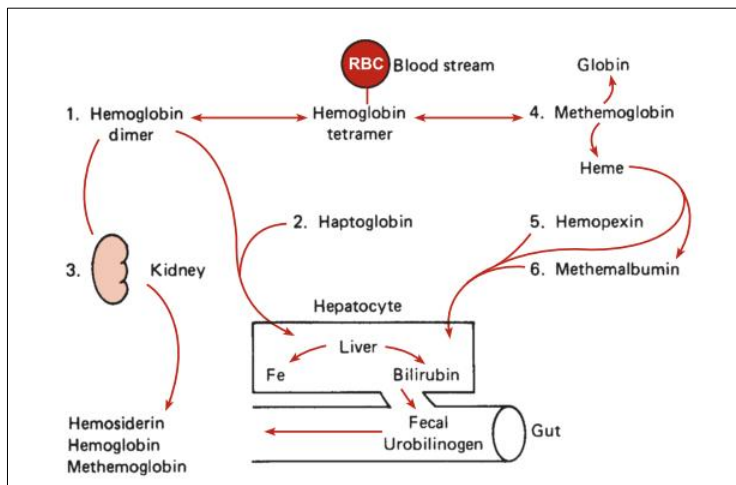 RBC Blood stream
Globin
1. Hemoglobin
dimer
Hemoglobin
tetramer
4. Methemoglobin
Heme
2. Haptoglobin
5. Hemopexin
3. Kidney
6. Methemalbumin
Hepatocyte
Liver
Fe
Bilirubin
Hemosiderin
Hemoglobin
Methemoglobin
Fecal
Urobilinogen
Gut